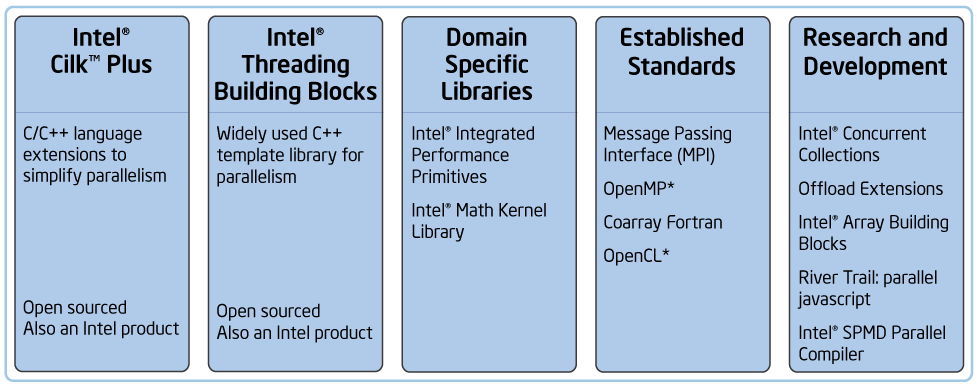 Intel®
Cilk™ Plus
C/C++ language
extensions to
simplify parallelism
Open sourced
Also an Intel product
Intel®
Threading
Building Blocks
Widely used C++
template library for
parallelism
Open sourced
Also an Intel product
Domain
Specific
Libraries
Intel® Integrated
Performance
Primitives
Intel® Math Kernel
Library
Established
Standards
Message Passing
Interface (MPI)
OpenMP*
Coarray Fortran
OpenCL*
Research and
Development
Intel® Concurrent
Collections
Offload Extensions
Intel® Array Building
Blocks
River Trail: parallel
javascript
Intel® SPMD Parallel
Compiler